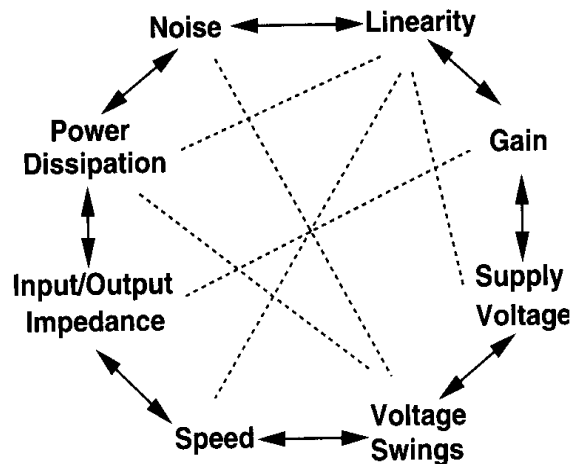 Noise
Linearity
Power
Dissipation
Gain
Input/Output
Impedance
Supply
Voltage
Speed
Voltage
Swings